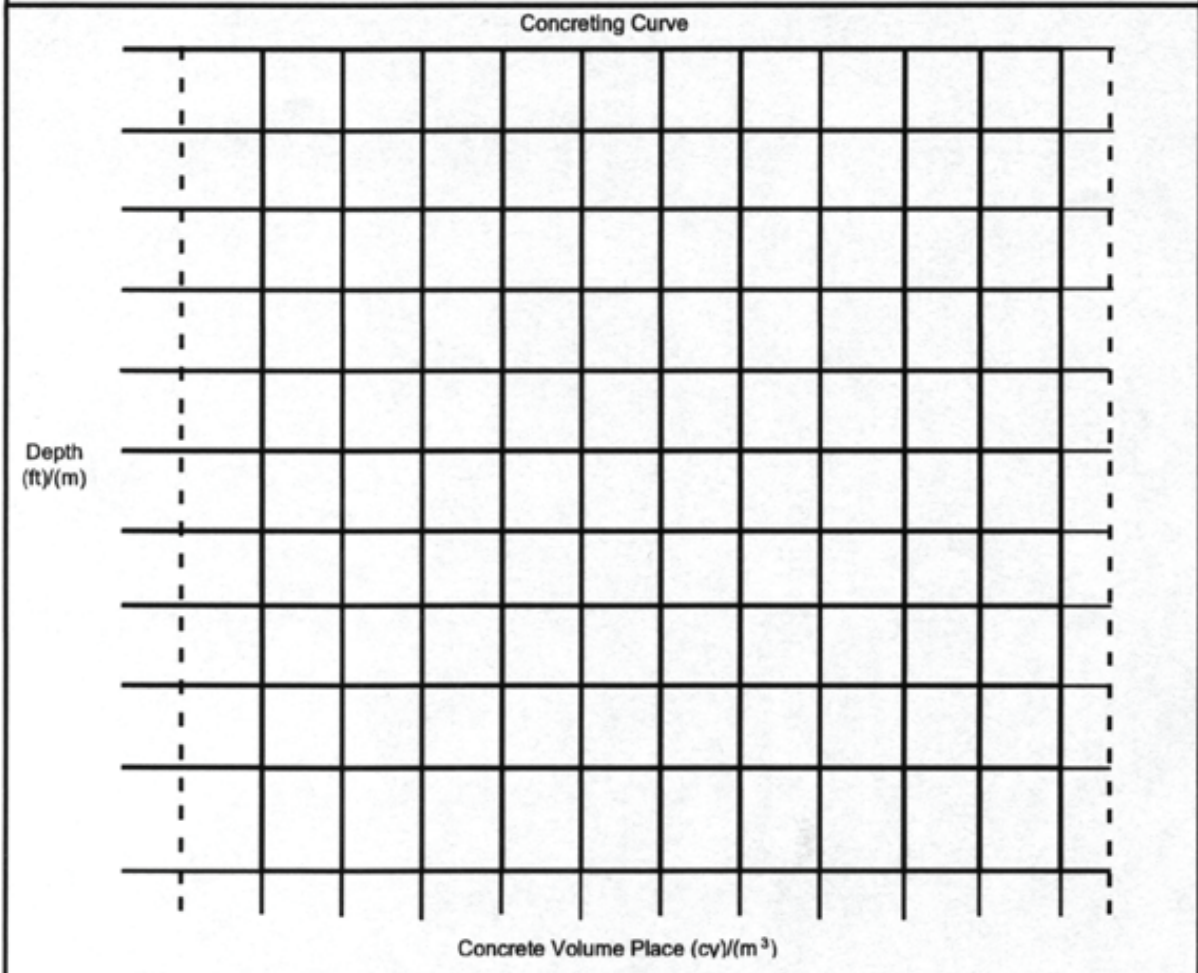 Concreting Curve
Depth
(ft)/(m)
Concrete Volume Place (cy)/(m³)